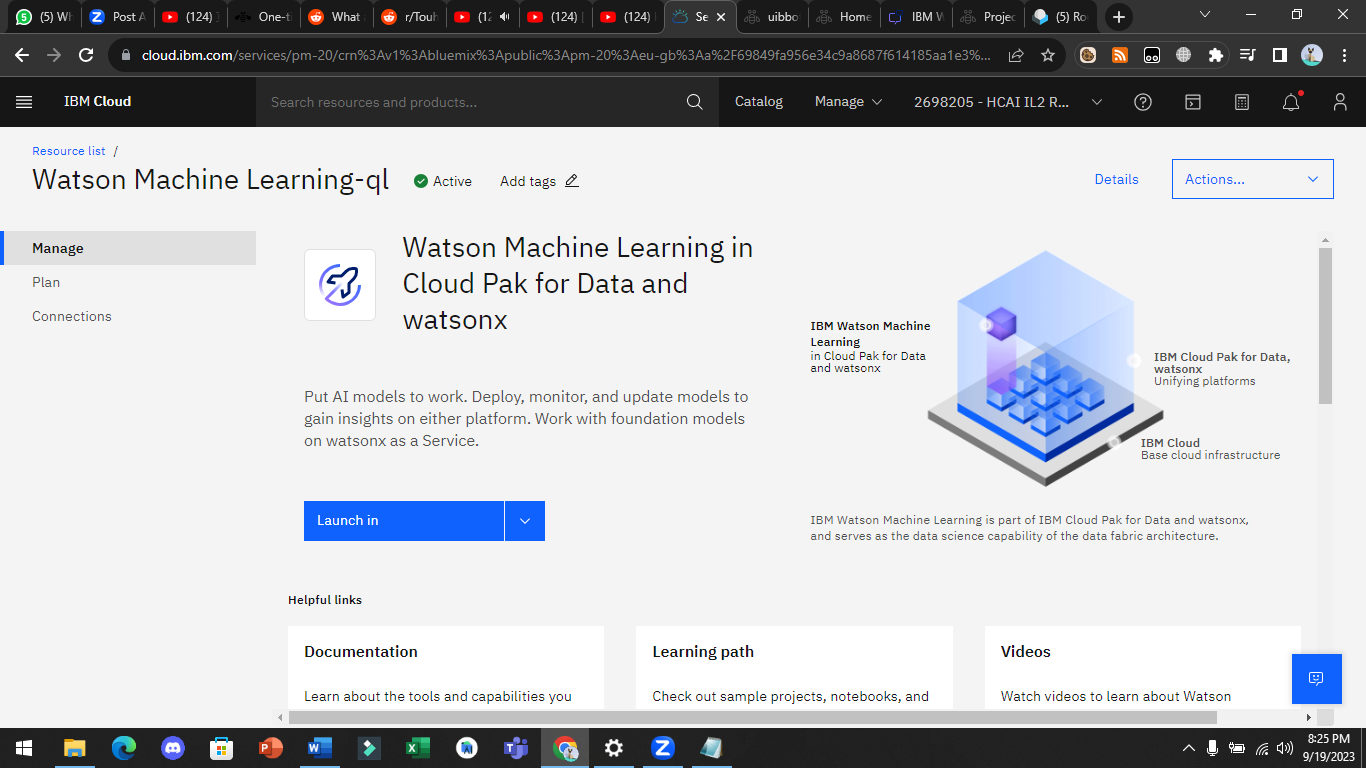 (5) W
Post A
(124)
One-t
What
r/Touh
(12
(124)
(124)
Se
uibbo
Home
IBM W
Projec
(5) Ro
cloud.ibm.com/services/pm-20/crn%3Av1%3Abluemix%3Apublic%3Apm-20%3Aeu-gb%3Aa%2F69849fa956e34c9a8687f614185aa1e3%...
IBM Cloud
Search resources and products...
Catalog
Manage
2698205 - HCAI IL2 R...
Resource list /
Watson Machine Learning-ql
Active
Add tags
Details
Actions...
Manage
Plan
Connections
Watson Machine Learning in
Cloud Pak for Data and
watsonx
Put AI models to work. Deploy, monitor, and update models to
gain insights on either platform. Work with foundation models
on watsonx as a Service.
Launch in
IBM Watson Machine
Learning
in Cloud Pak for Data
and watsonx
IBM Cloud Pak for Data,
watsonx
Unifying platforms
IBM Cloud
Base cloud infrastructure
IBM Watson Machine Learning is part of IBM Cloud Pak for Data and watsonx,
and serves as the data science capability of the data fabric architecture.
Helpful links
Documentation
Learn about the tools and capabilities you
Learning path
Check out sample projects, notebooks, and
Videos
Watch videos to learn about Watson
8:25 PM
9/19/2023